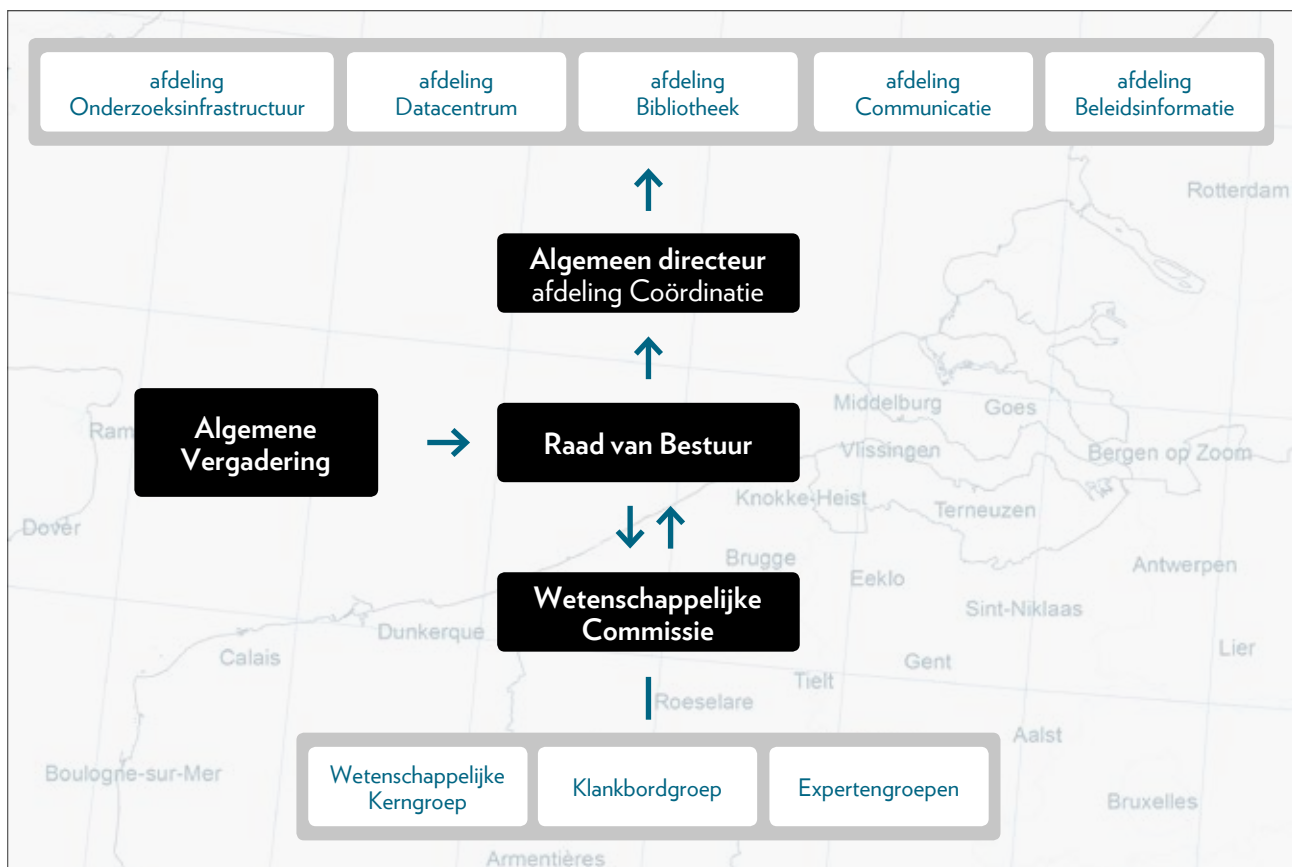 afdeling
Onderzoeksinfrastructuur
afdeling
Datacentrum
afdeling
Bibliotheek
afdeling
Communicatie
afdeling
Beleidsinformatie
Rotterdam
Algemeen directeur
afdeling Coördinatie
Algemene
Vergadering
Raad van Bestuur
Ram
Middelburg
Goes
Vlissingen
Bergen op Zoom
Knokke-Heist
Terneuzen
Dover
Brugge
Eeklo
Antwerpen
Wetenschappelijke
Commissie
Sint-Niklaas
Dunkerque
Calais
Gent
Lier
Tielt
Roeselare
Aalst
Boulogne-sur-Mer
Wetenschappelijke
Kerngroep
Klankbordgroep
Expertengroepen
Bruxelles
Armentières